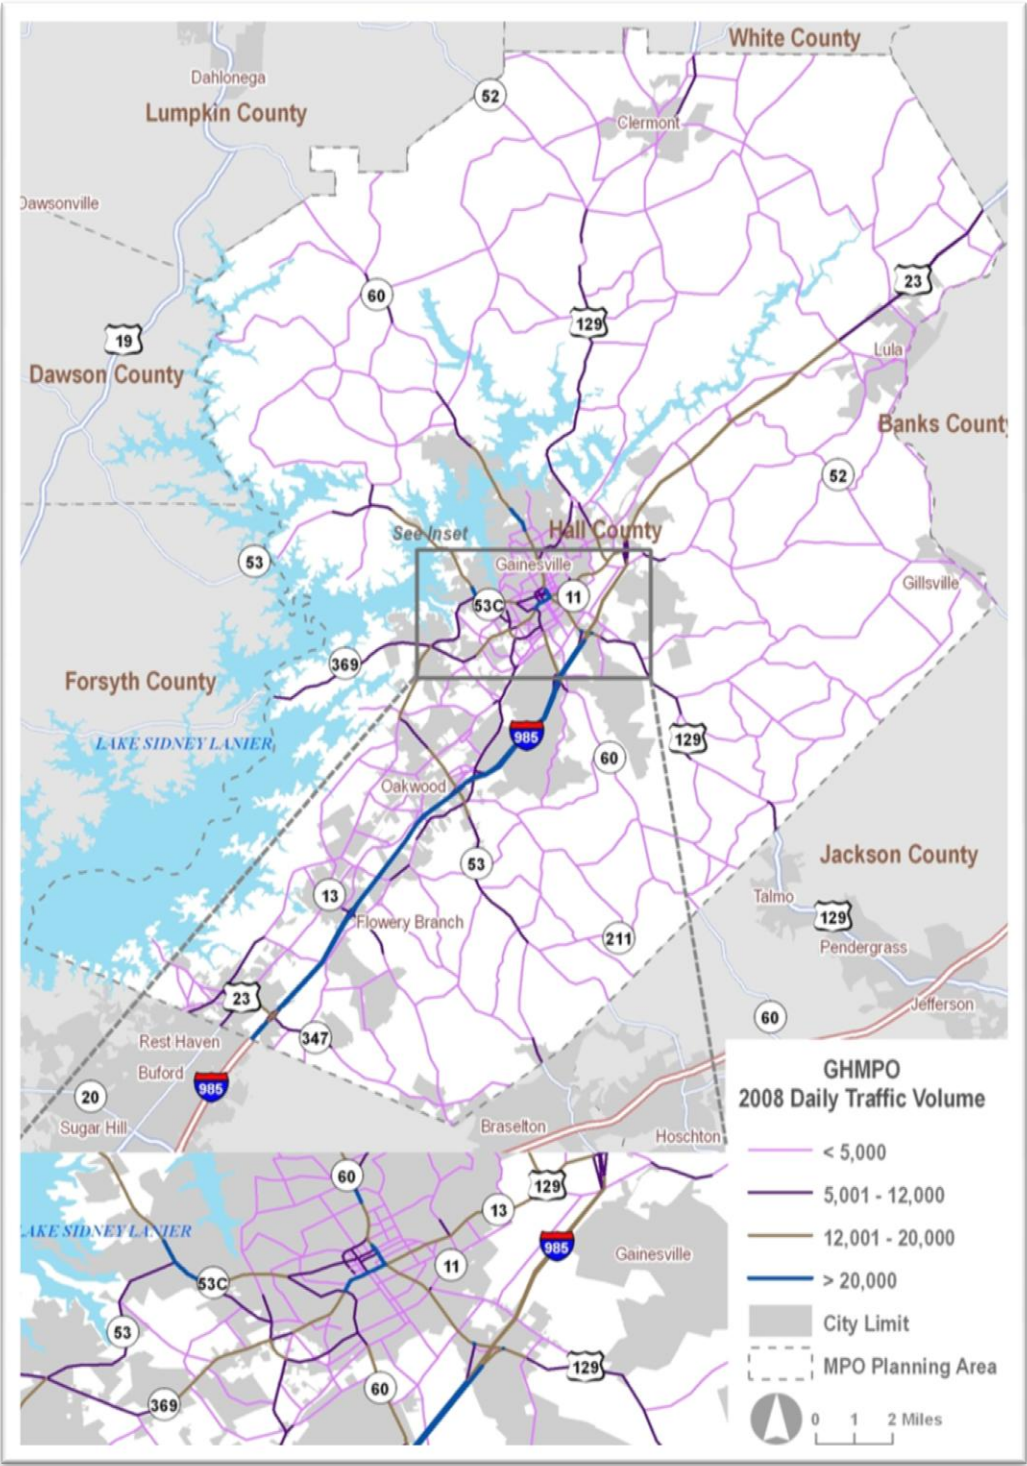 White County
Dahlonega
52
Lumpkin County
Clermont
Dawsonville
23
60
129
19
Lula
Dawson County
Banks County
52
See Inset
Hall County
53
Gainesville
Gillsville
53C
11
369
Forsyth County
LAKE SIDNEY LANIER
985
129
60
Oakwood
53
Jackson County
13
Talmo
129
Flowery Branch
211
Pendergrass
23
Jefferson
60
347
Rest Haven
Buford
985
20
Sugar Hill
Braselton
Hoschton
GHMPO
2008 Daily Traffic Volume
< 5,000
5,001 - 12,000
12,001 - 20,000
> 20,000
City Limit
MPO Planning Area
0 1 2 Miles
60
129
13
LAKE SIDNEY LANIER
985
Gainesville
11
53C
53
129
60
369